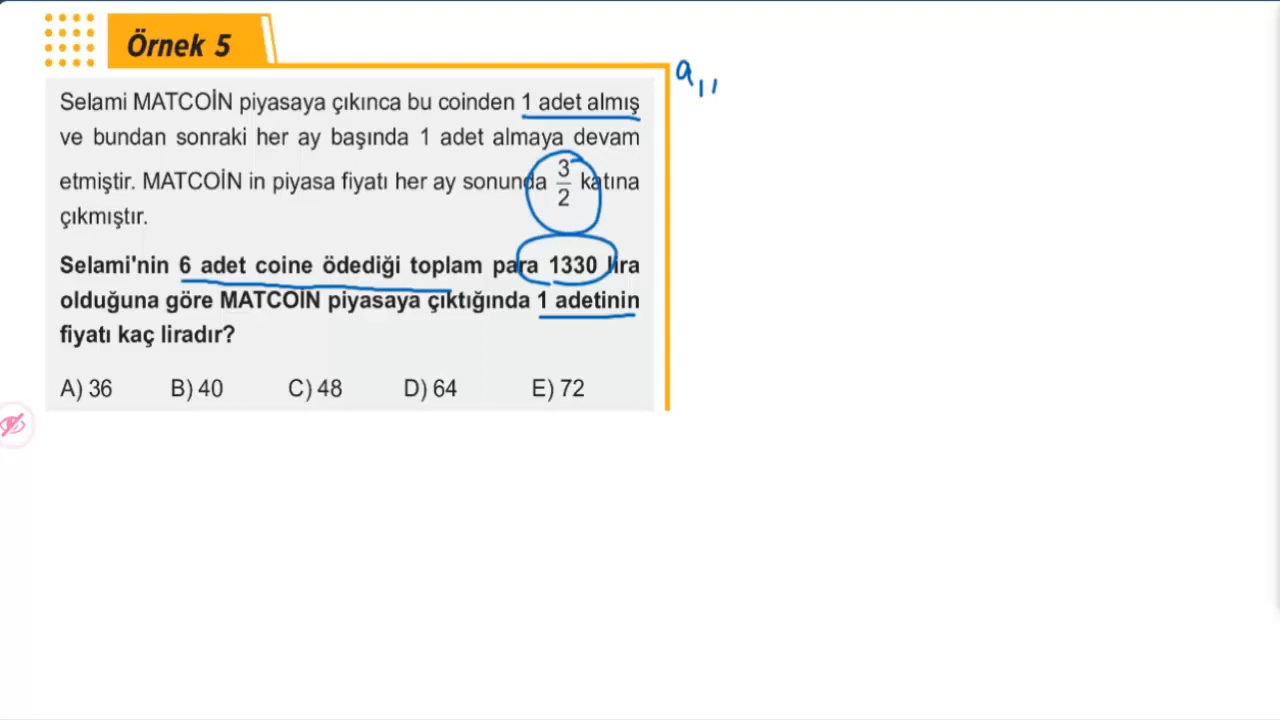 Örnek 5
Selami MATCOİN piyasaya çıkınca bu coinden 1 adet almış
ve bundan sonraki her ay başında 1 adet almaya devam
etmiştir. MATCOİN in piyasa fiyatı her ay sonunda 3/2 katına
çıkmıştır.
Selami'nin 6 adet coine ödediği toplam para 1330 lira
olduğuna göre MATCOİN piyasaya çıktığında 1 adetinin
fiyatı kaç liradır?
A) 36 B) 40 C) 48 D) 64 E) 72